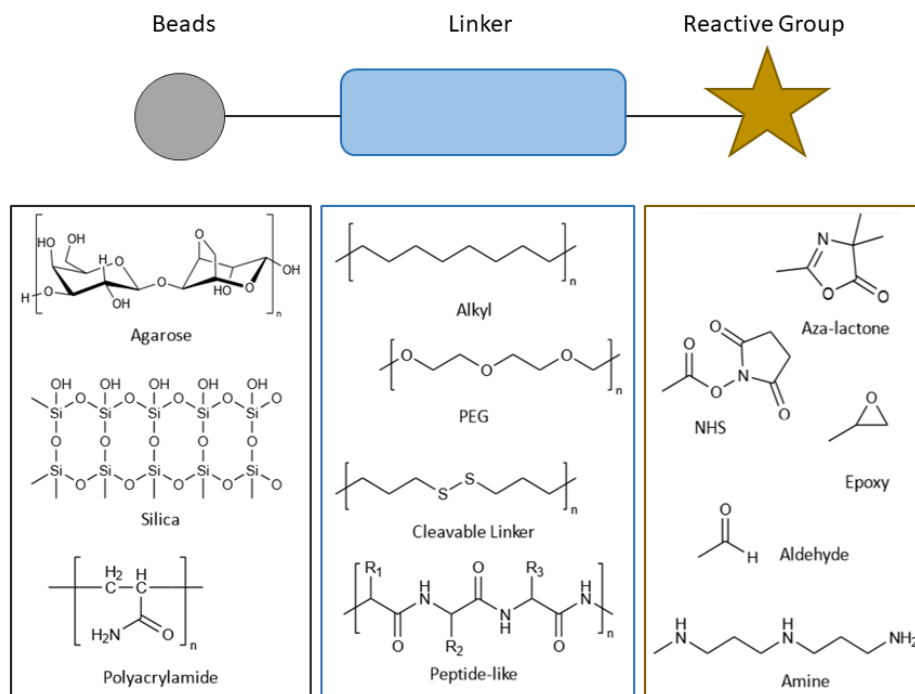 Beads
Linker
Reactive Group
OH
OH
O
H
O
H
O
OH
O
O
HO
O
OH
n
Agarose
OH OH OH OH OH
Si O Si O Si O Si O Si O
O O O O O
Si O Si O Si O Si O Si O
Silica
H2
C
H
C
H2N
O
n
Polyacrylamide
n
Alkyl
O
O
O
n
PEG
S
S
n
Cleavable Linker
R1
O
H
N
R2
O
N
H
R3
O
H
N
n
Peptide-like
N
O
O
Aza-lactone
O
O
N
O
O
NHS
O
Epoxy
O
H
Aldehyde
N
H
H
N
NH2
Amine